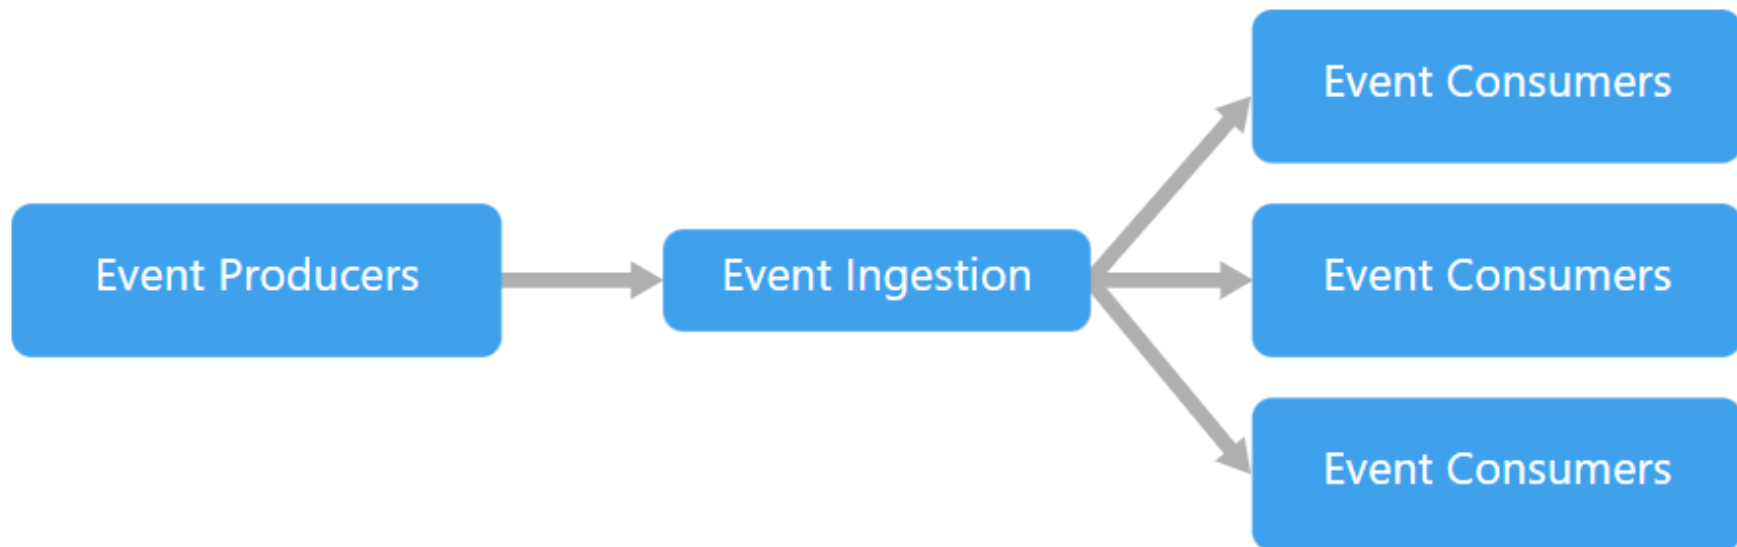 Event Producers
Event Ingestion
Event Consumers
Event Consumers
Event Consumers